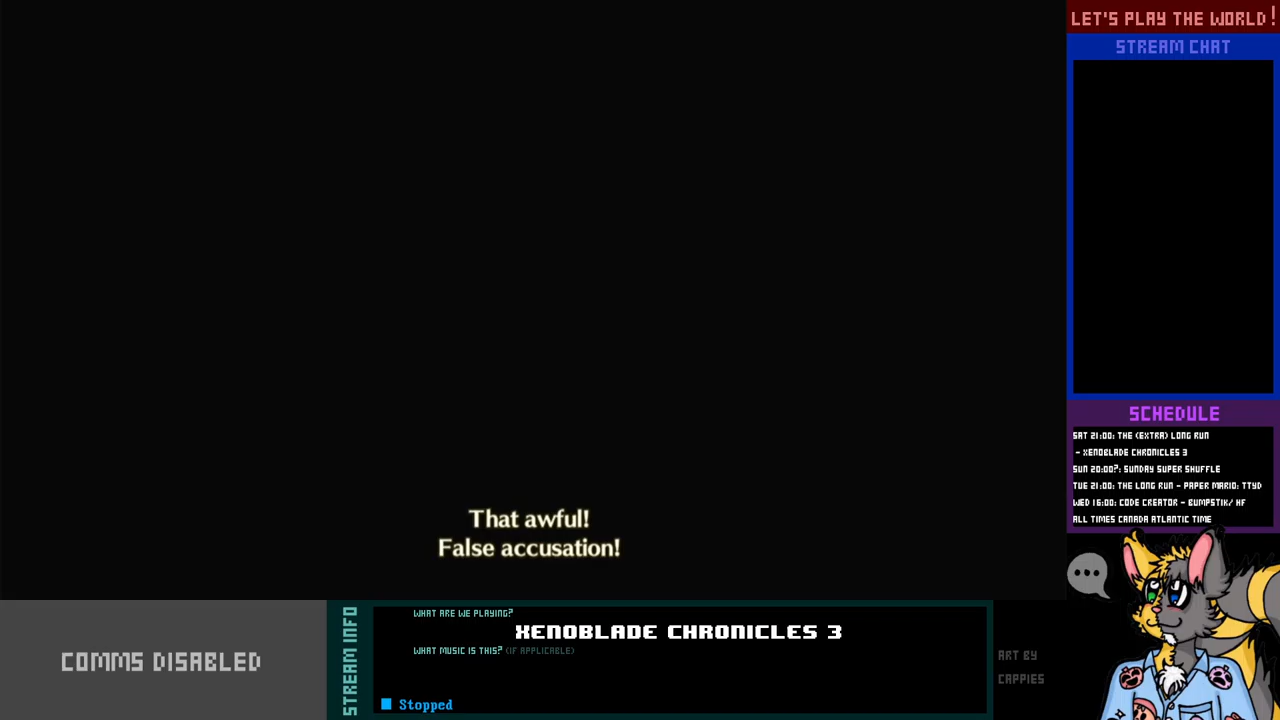 LET'S PLAY THE WORLD!
STREAM CHAT
SCHEDULE
SAT 21:00: THE (EXTRA) LONG RUN
- XENOBLADE CHRONICLES 3
SUN 20:00?: SUNDAY SUPER SHUFFLE
TUE 21:00: THE LONG RUN - PAPER MARIO: TTYD
WED 16:00: CODE CREATOR - BUMPSTIK/ HF
ALL TIMES CANADA ATLANTIC TIME
That awful!
False accusation!
COMMS DISABLED
STREAM INFO
WHAT ARE WE PLAYING?
XENOBLADE CHRONICLES 3
WHAT MUSIC IS THIS? (IF APPLICABLE)
Stopped
ART BY
CAPPIES